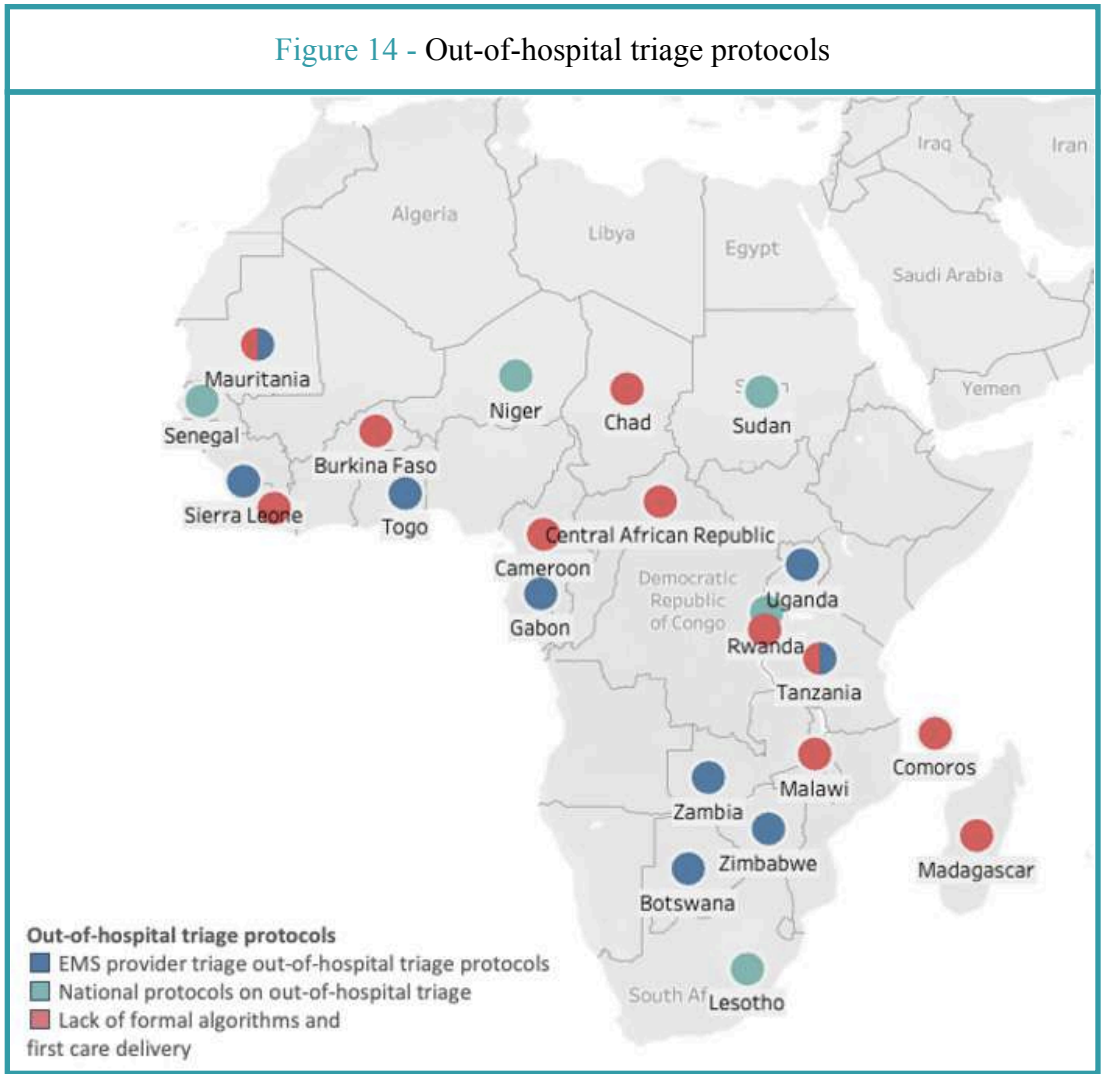 Figure 14 - Out-of-hospital triage protocols
Iraq
Iran
Algeria
Libya
Egypt
Saudi Arabia
Mauritania
Niger
Chad
Sudan
Yemen
Senegal
Burkina Faso
Sierra Leone
Togo
Central African Republic
Cameroon
Democratic
Republic
of Congo
Uganda
Gabon
Rwanda
Tanzania
Comoros
Malawi
Zambia
Zimbabwe
Madagascar
Botswana
South Af
Lesotho
Out-of-hospital triage protocols
EMS provider triage out-of-hospital triage protocols
National protocols on out-of-hospital triage
Lack of formal algorithms and
first care delivery